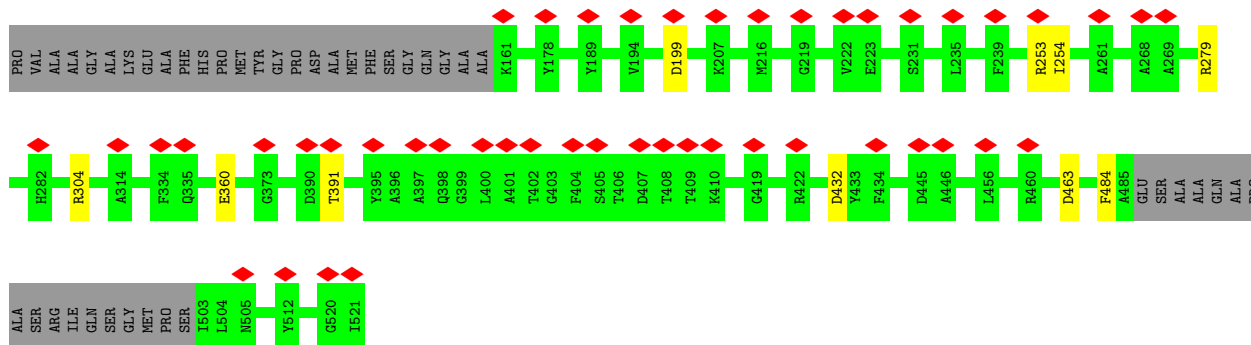 PRO VAL ALA ALA GLY ALA LYS GLU ALA PHE HIS PRO MET TYR GLY PRO ASP ALA MET PHE SER GLY GLN GLY ALA ALA K161 Y178 Y189 V194 D199 K207 M216 G219 V222 E223 S231 L235 F239 R253 I254 A261 A268 A269 R279
H282 R304 A314 F334 Q335 E360 G373 D390 T391 Y395 A396 A397 Q398 G399 L400 A401 T402 G403 F404 S405 T406 D407 T408 T409 K410 G419 R422 D432 Y433 F434 D445 A446 L456 R460 D463 F484 A485 GLU SER ALA ALA GLN ALA
ALA SER ARG ILE GLN SER GLY MET PRO SER I503 L504 N505 Y512 G520 I521